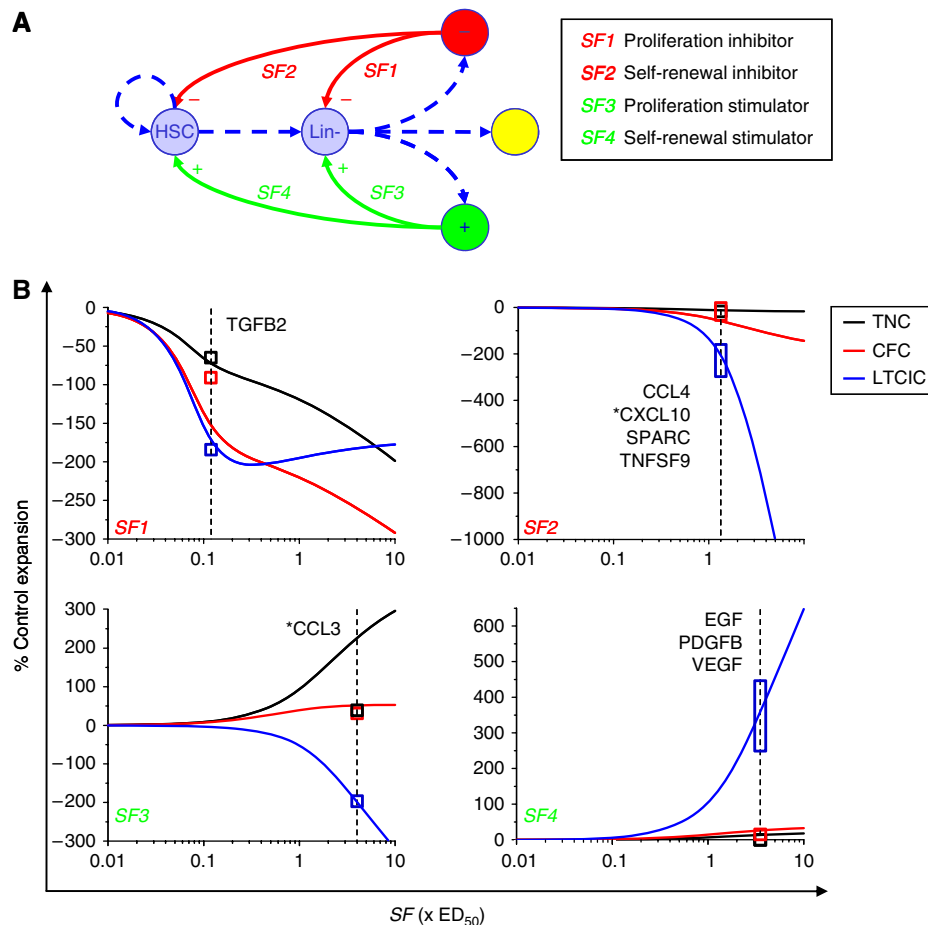 A
SF2
SF1
−
SF1 Proliferation inhibitor
SF2 Self-renewal inhibitor
SF3 Proliferation stimulator
SF4 Self-renewal stimulator
− −
HSC
Lin-
+ +
SF4
SF3
+
B
% Control expansion
0
−50
−100
−150
−200
−250
−300
TGFB2
SF1
0.01 0.1 1 10
0
−200
−400
−600
−800
−1000
CCL4
*CXCL10
SPARC
TNFSF9
SF2
0.01 0.1 1
TNC
CFC
LTCIC
300
200
100
0
−100
−200
−300
*CCL3
SF3
0.01 0.1 1 10
600
500
400
300
200
100
0
EGF
PDGFB
VEGF
SF4
0.01 0.1 1 10
SF (x ED50)